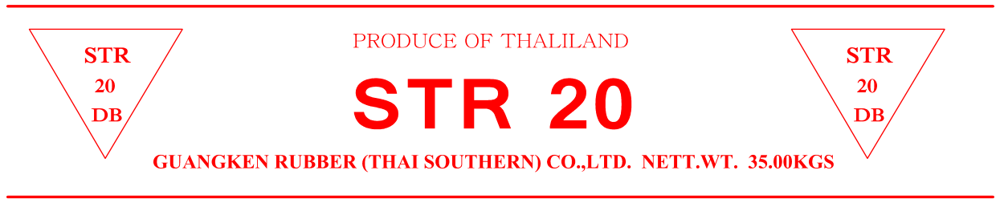 STR
20
DB
PRODUCE OF THALILAND
STR 20
GUANGKEN RUBBER (THAI SOUTHERN) CO.,LTD. NETT.WT. 35.00KGS
STR
20
DB